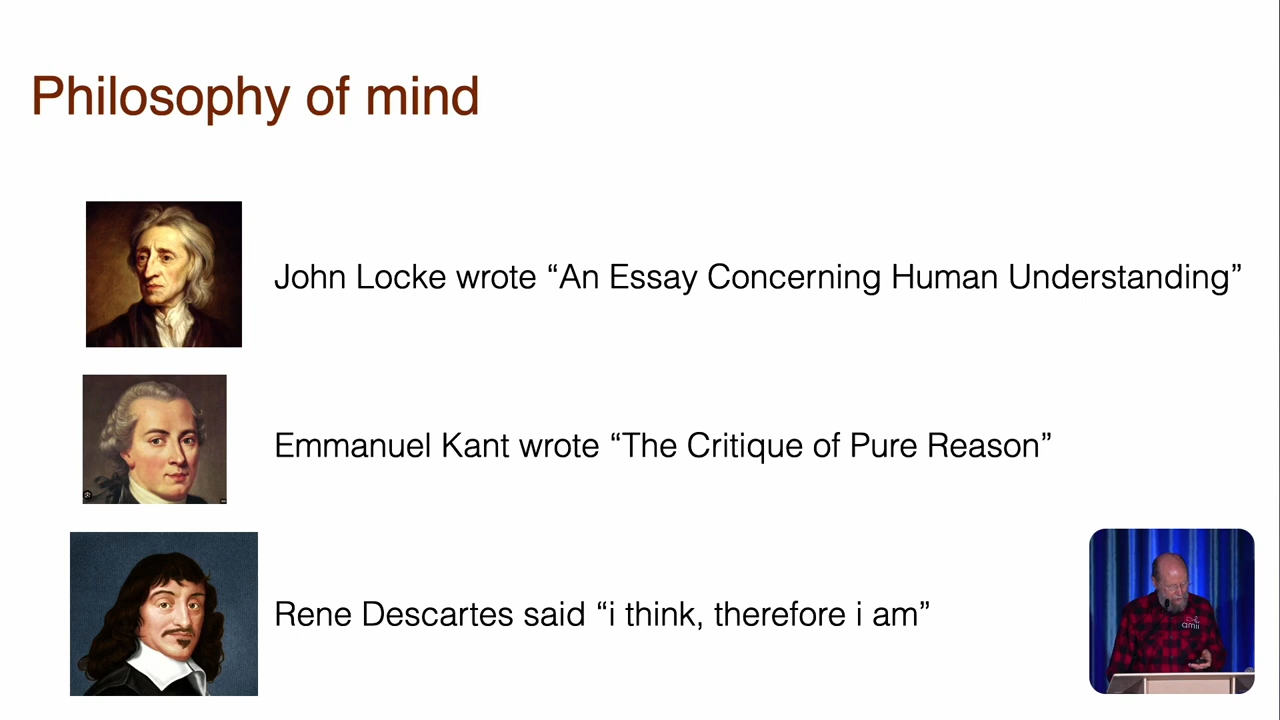 Philosophy of mind
John Locke wrote “An Essay Concerning Human Understanding”
Emmanuel Kant wrote “The Critique of Pure Reason”
Rene Descartes said “i think, therefore i am”
amii